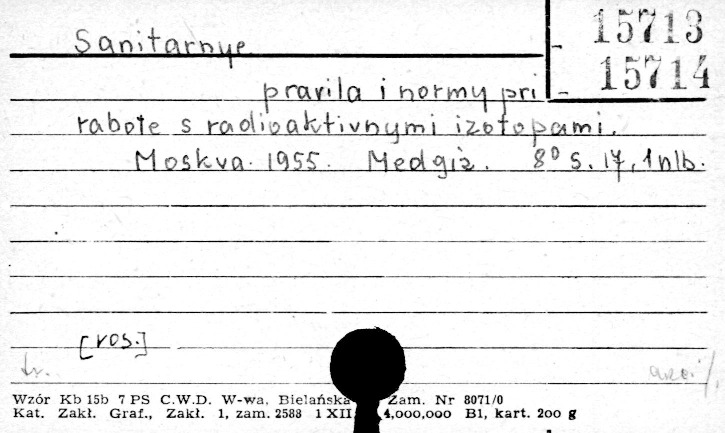 15713
Sanitarnye
15714
pravila i normy pri
rabote s radioaktivnymi izotopami.
Moskva. 1955. Medgiz. 8° s. 17, 1 nlb.
[ros.]
Wzór Kb 15b 7 PS C.W.D. W-wa, Bielańska Zam. Nr 8071/0
Kat. Zakł. Graf., Zakł. 1, zam. 2588 1 XII 4,000,000 B1, kart. 200 g